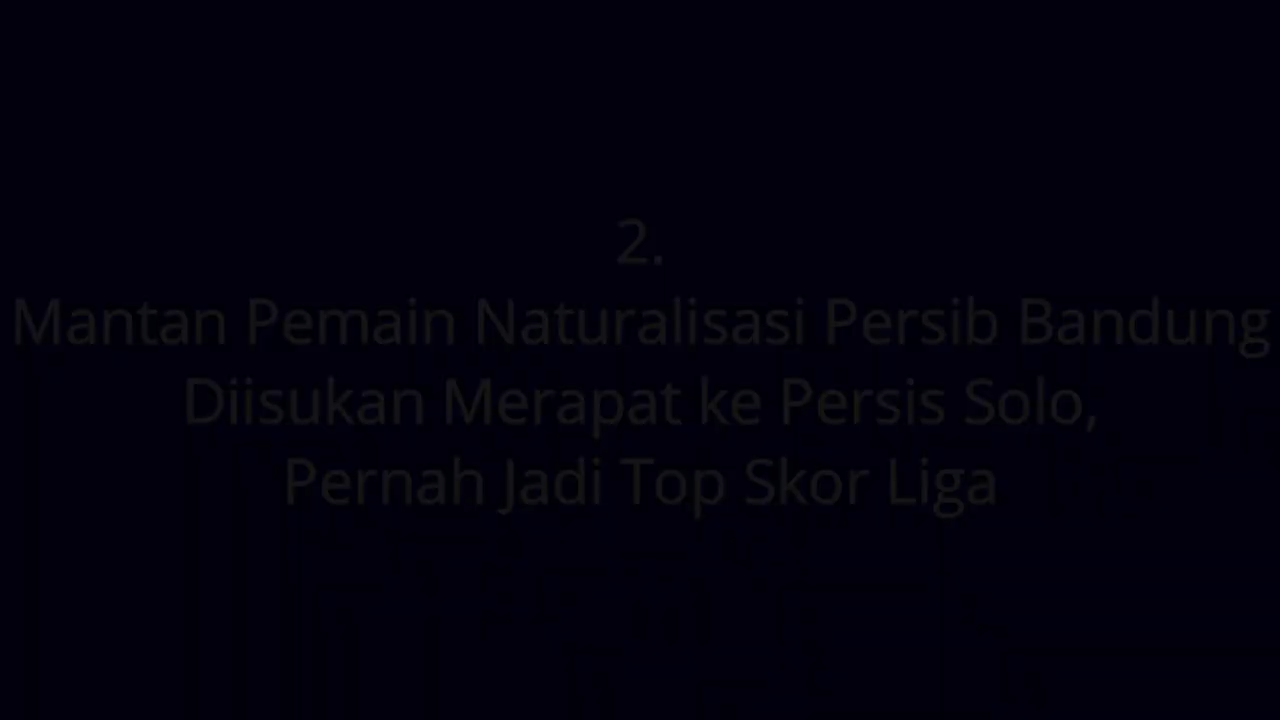 2.
Mantan Pemain Naturalisasi Persib Bandung
Diisukan Merapat ke Persis Solo,
Pernah Jadi Top Skor Liga